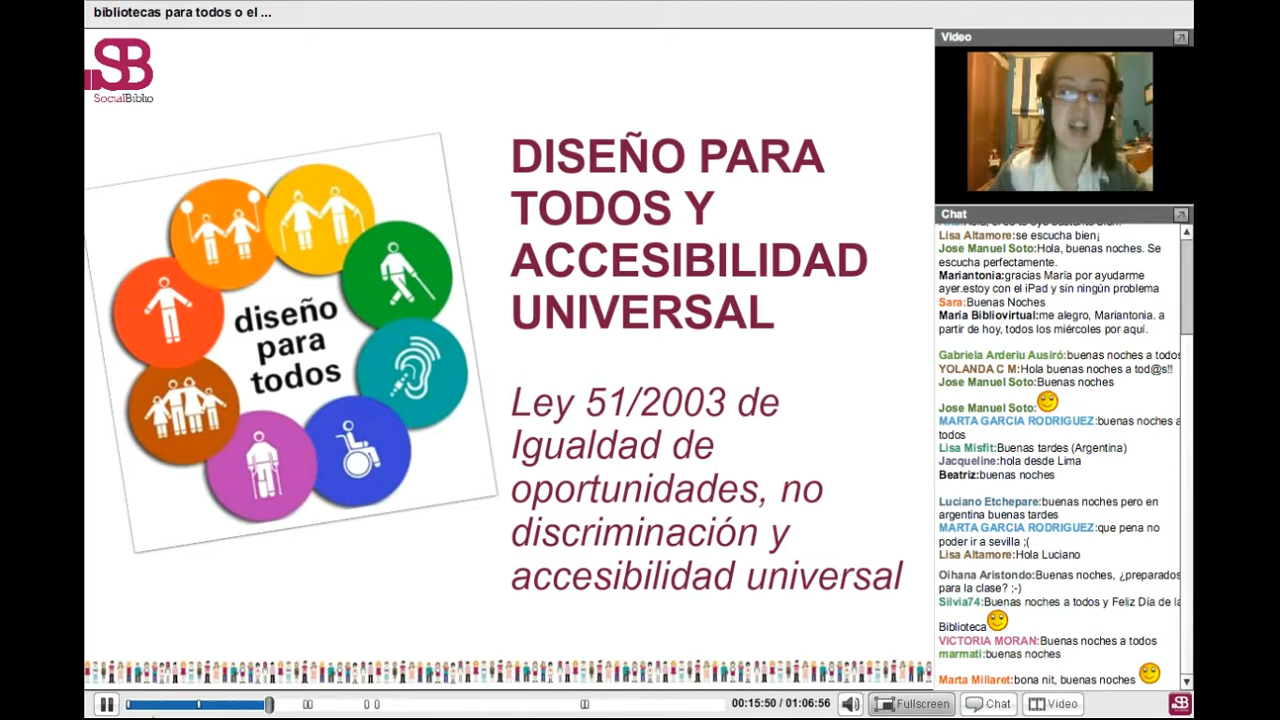 bibliotecas para todos o el ...
SB
SocialBiblio
diseño
para
todos
DISEÑO PARA
TODOS Y
ACCESIBILIDAD
UNIVERSAL
Ley 51/2003 de
Igualdad de
oportunidades, no
discriminación y
accesibilidad universal
Video
Chat
Lisa Altamore:se escucha bien¡
Jose Manuel Soto:Hola, buenas noches. Se
escucha perfectamente.
Mariantonia:gracias María por ayudarme
ayer.estoy con el iPad y sin ningún problema
Sara:Buenas Noches
María Bibliovirtual:me alegro, Mariantonia. a
partir de hoy, todos los miércoles por aquí.
Gabriela Arderiu Ausiró:buenas noches a todos
YOLANDA C M:Hola buenas noches a tod@s!!
Jose Manuel Soto:Buenas noches
Jose Manuel Soto:
MARTA GARCIA RODRIGUEZ:buenas noches a
todos
Lisa Misfit:Buenas tardes (Argentina)
Jacqueline:hola desde Lima
Beatriz:buenas noches
Luciano Etchepare:buenas noches pero en
argentina buenas tardes
MARTA GARCIA RODRIGUEZ:que pena no
poder ir a sevilla ;(
Lisa Altamore:Hola Luciano
Oihana Aristondo:Buenas noches, ¿preparados
para la clase? ;-)
Silvia74:Buenas noches a todos y Feliz Día de la
Biblioteca
VICTORIA MORAN:Buenas noches a todos
marmati:buenas noches
Marta Millaret:bona nit, buenas noches
00:15:50 / 01:06:56
Fullscreen
Chat
Video
SB